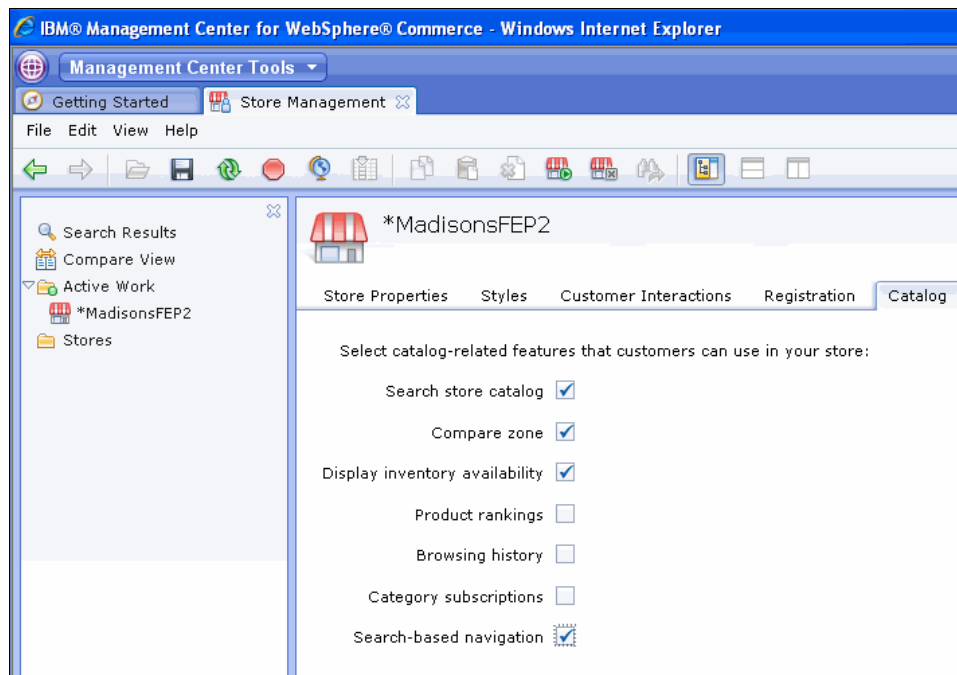 IBM® Management Center for WebSphere® Commerce - Windows Internet Explorer
Management Center Tools
Getting Started
Store Management
File Edit View Help
Search Results
Compare View
Active Work
*MadisonsFEP2
Stores
*MadisonsFEP2
Store Properties Styles Customer Interactions Registration Catalog
Select catalog-related features that customers can use in your store:
Search store catalog
Compare zone
Display inventory availability
Product rankings
Browsing history
Category subscriptions
Search-based navigation